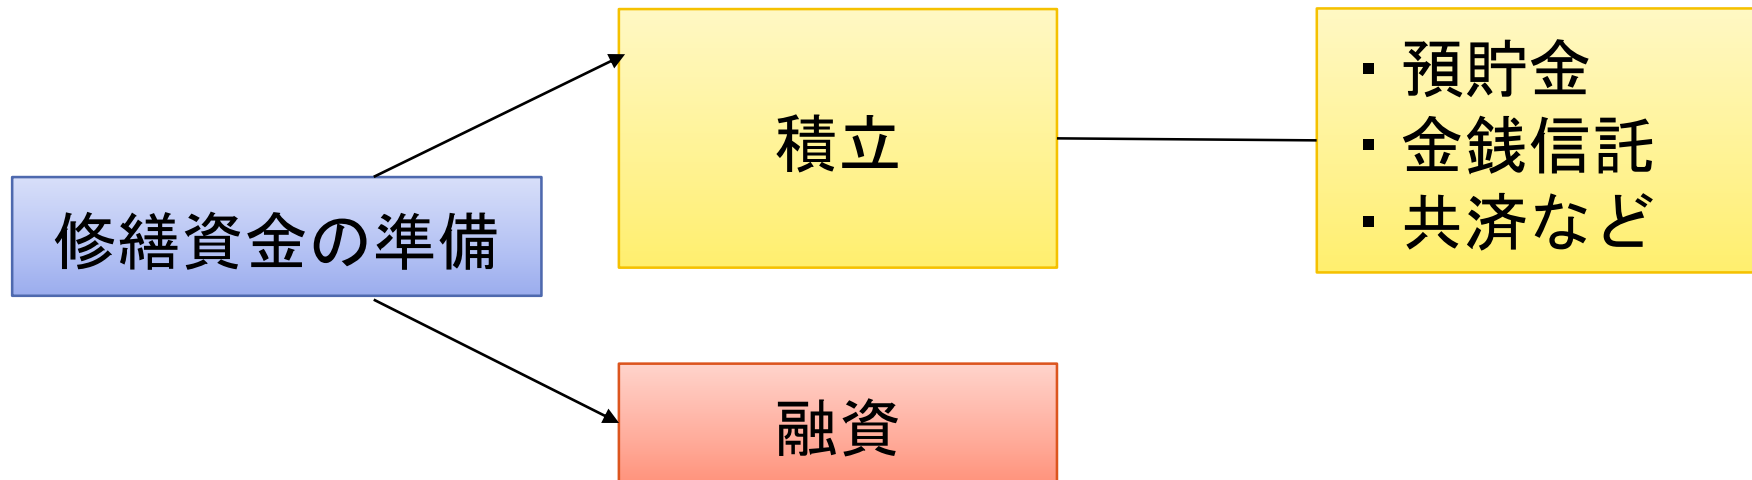 修繕資金の準備
積立
・預貯金
・金銭信託
・共済など
融資